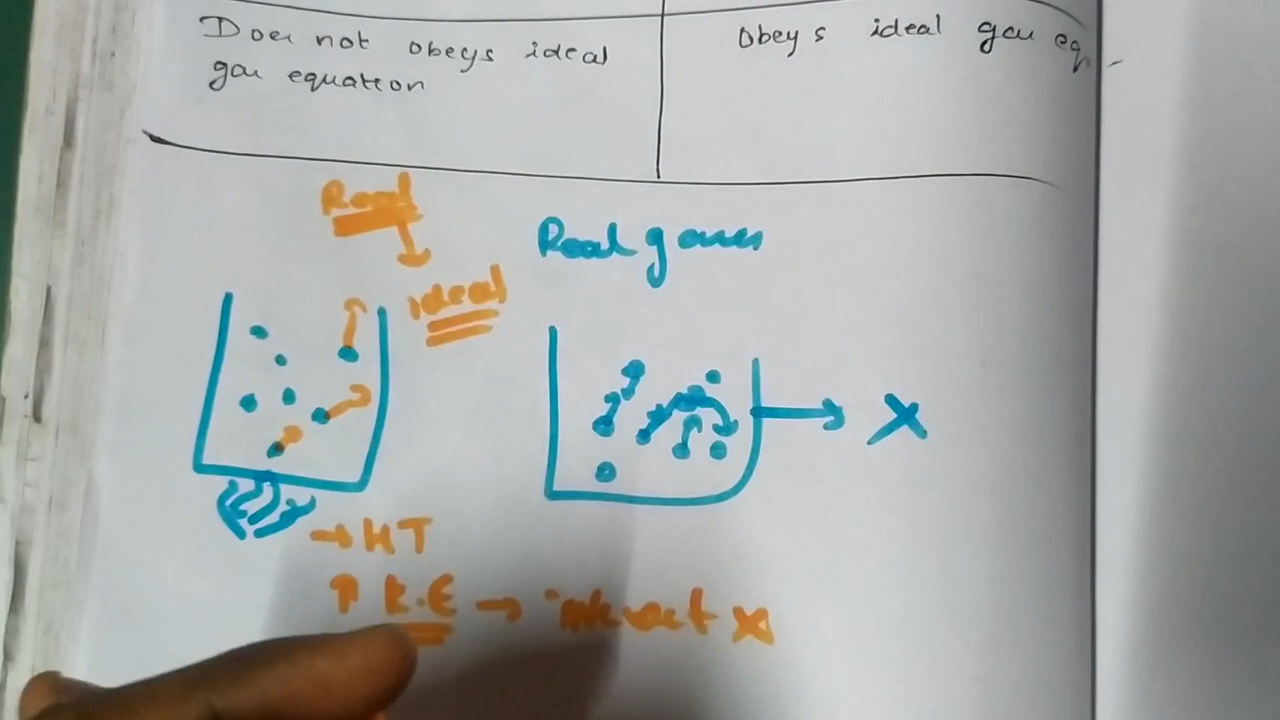 Does not obeys ideal
gas equation
obeys ideal gas eq.
Real
ideal
Real gases
X
→ HT
↑ K.E → interact X